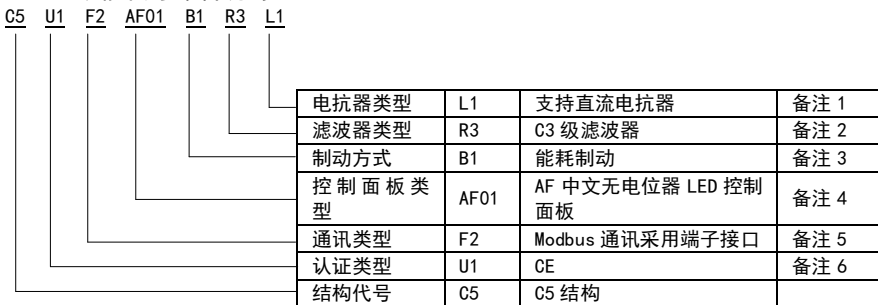 C5 U1 F2 AF01 B1 R3 L1
电抗器类型 L1 支持直流电抗器 备注 1
滤波器类型 R3 C3 级滤波器 备注 2
制动方式 B1 能耗制动 备注 3
控制面板类型 AF01 AF 中文无电位器 LED 控制面板 备注 4
通讯类型 F2 Modbus 通讯采用端子接口 备注 5
认证类型 U1 CE 备注 6
结构代号 C5 C5 结构